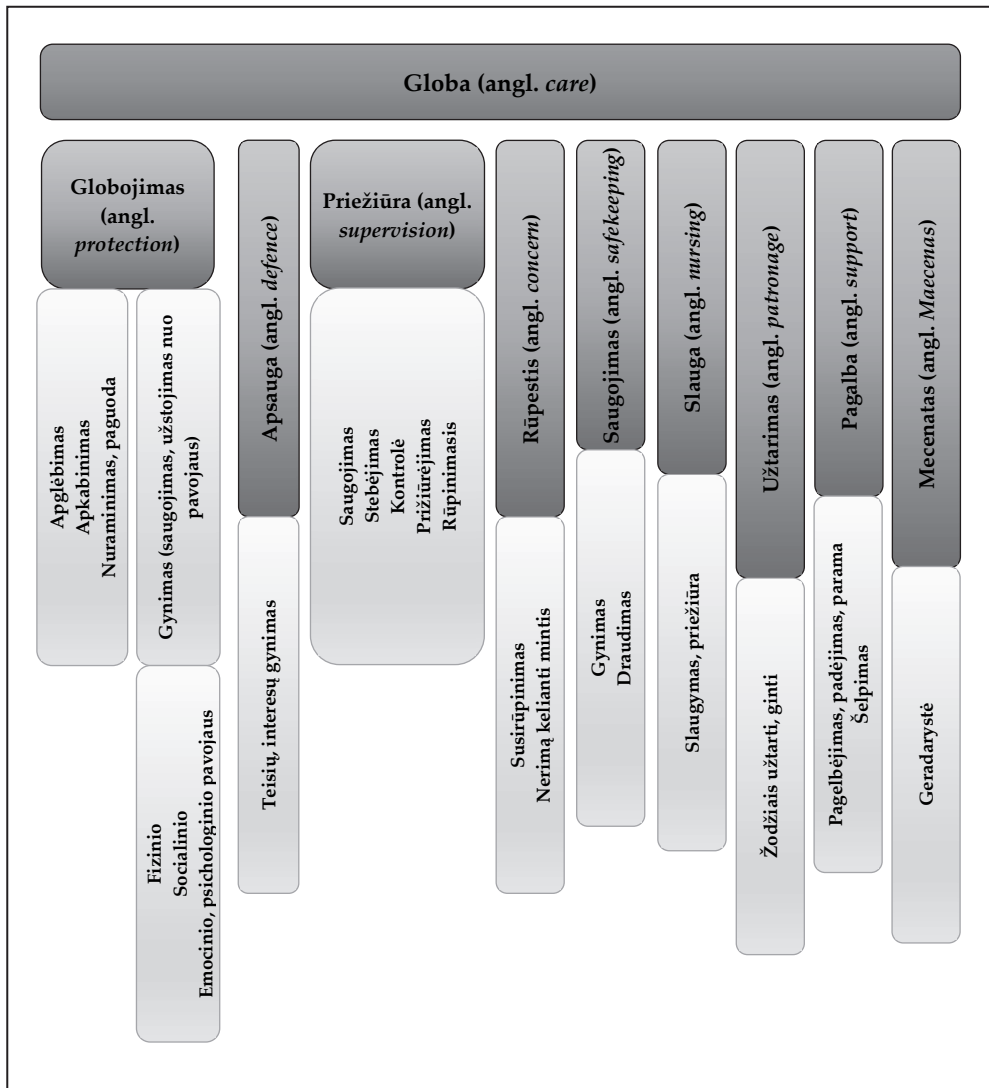 Globa (angl. care)
Globojimas
(angl.
protection)
Apglėbimas
Apkabinimas
Nuraminimas, paguoda
Gynimas (saugojimas, užstojimas nuo
pavojaus)
Fizinio
Socialinio
Emocinio, psichologinio pavojaus
Apsauga (angl. defence)
Teisių, interesų gynimas
Priežiūra (angl.
supervision)
Saugojimas
Stebėjimas
Kontrolė
Prižiūrėjimas
Rūpinimasis
Rūpestis (angl. concern)
Susirūpinimas
Nerimą kelianti mintis
Saugojimas (angl. safekeeping)
Gynimas
Draudimas
Slauga (angl. nursing)
Slaugymas, priežiūra
Užtarimas (angl. patronage)
Žodžiais užtarti, ginti
Pagalba (angl. support)
Pagelbėjimas, padėjimas, parama
Šelpimas
Mecenatas (angl. Maecenas)
Geradarystė